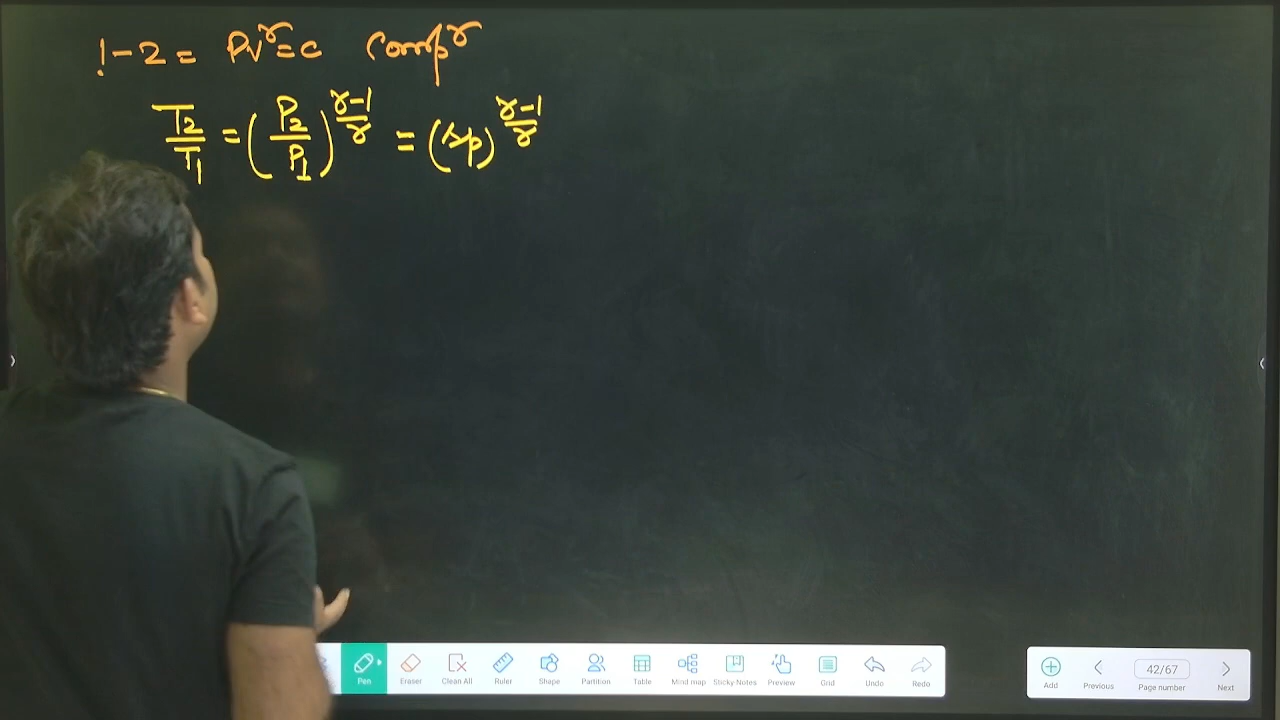 1-2 = Pv^γ=c Comp^r
T2/T1 = (P2/P1)^(γ-1)/γ = (rp)^(γ-1)/γ
Pen Eraser Clean All Ruler Shape Partition Table Mind map Sticky Notes Preview Grid Undo Redo
Add Previous 42/67 Page number Next